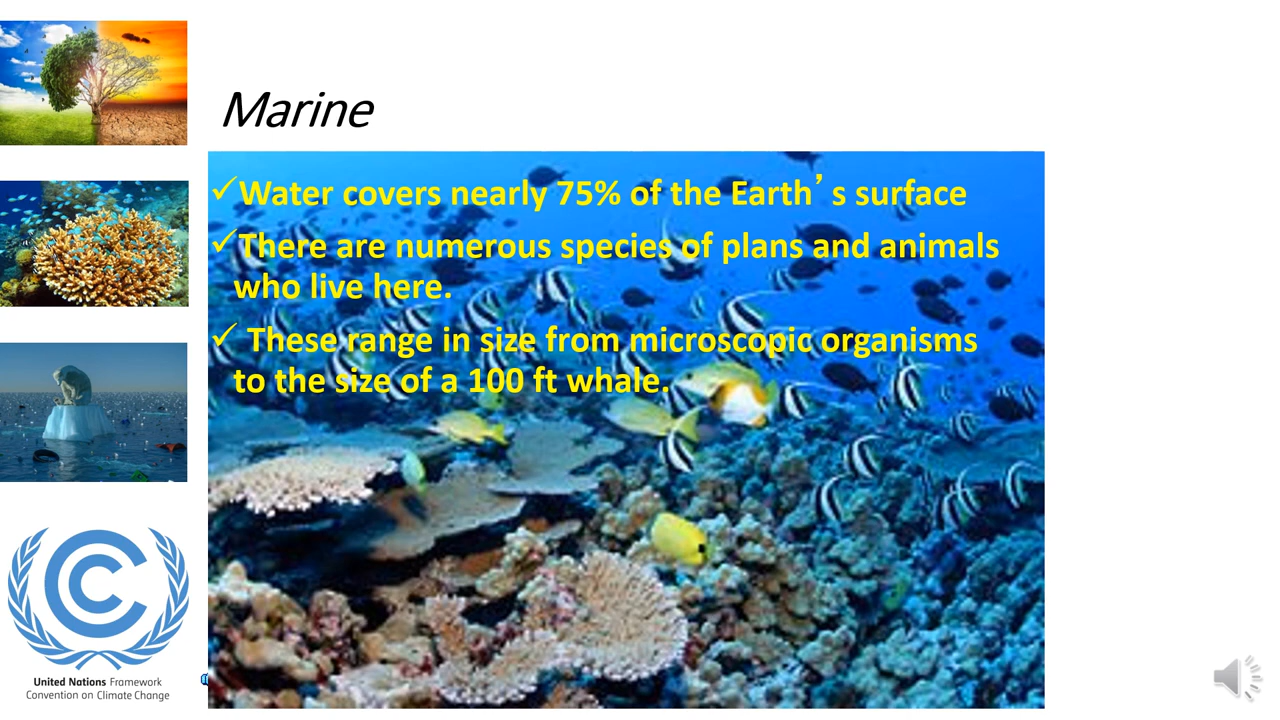 Marine
✓Water covers nearly 75% of the Earth’ s surface
✓There are numerous species of plans and animals
who live here.
✓ These range in size from microscopic organisms
to the size of a 100 ft whale.
United Nations Framework
Convention on Climate Change